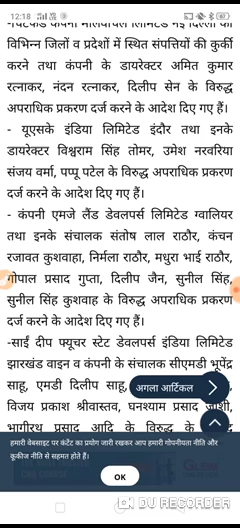 12:18
विभिन्न जिलों व प्रदेशों में स्थित संपत्तियों की कुर्की
करने तथा कंपनी के डायरेक्टर अमित कुमार
रत्नाकर, नंदन रत्नाकर, दिलीप सेन के विरुद्ध
अपराधिक प्रकरण दर्ज करने के आदेश दिए गए हैं।
- यूएसके इंडिया लिमिटेड इंदौर तथा इनके
डायरेक्टर विश्वराम सिंह तोमर, उमेश नरवरिया
संजय वर्मा, पप्पू पटेल के विरुद्ध अपराधिक प्रकरण
दर्ज करने के आदेश दिए गए हैं।
- कंपनी एमजे लैंड डेवलपर्स लिमिटेड ग्वालियर
तथा इनके संचालक संतोष लाल राठौर, कंचन
रजावत कुशवाहा, निर्मला राठौर, मधुरा भाई राठौर,
गोपाल प्रसाद गुप्ता, दिलीप जैन, सुनील सिंह,
सुनील सिंह कुशवाह के विरुद्ध अपराधिक प्रकरण
दर्ज करने के आदेश दिए गए हैं।
-साईं दीप फ्यूचर स्टेट डेवलपर्स इंडिया लिमिटेड
झारखंड वाइन व कंपनी के संचालक सीएमडी भूपेंद्र
साहू, एमडी दिलीप साहू,
अगला आर्टिकल
विजय प्रकाश श्रीवास्तव, घनश्याम प्रसाद जोशी,
भागीरथ प्रसाद आदि के विरुद्ध के
हमारी वेबसाइट पर कंटेंट का प्रयोग जारी रखकर आप हमारी गोपनीयता नीति और
कूकीज नीति से सहमत होते हैं।
OK
DU RECORDER